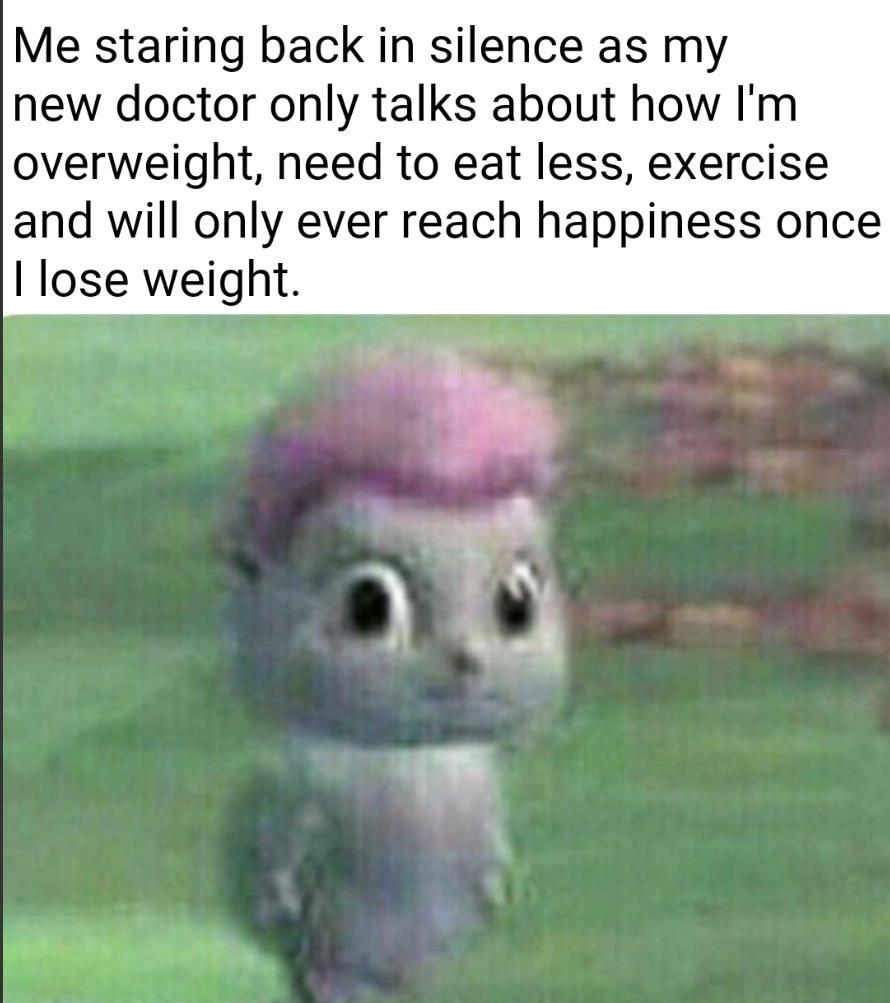 Me staring back in silence as my
new doctor only talks about how I'm
overweight, need to eat less, exercise
and will only ever reach happiness once
I lose weight.